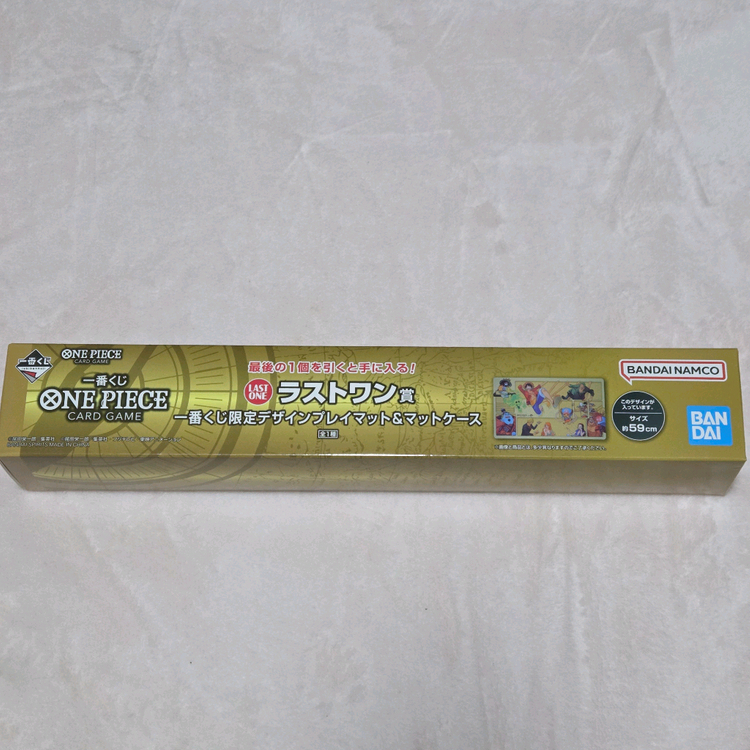 一番くじ
ONE PIECE
CARD GAME
一番くじ
ONE PIECE
CARD GAME
最後の1個を引くと手に入る!
LAST ONE
ラストワン賞
一番くじ限定デザインプレイマット&マットケース
全1種
BANDAI NAMCO
このデザインが
入っています。
サイズ
約59cm
BAN
DAI